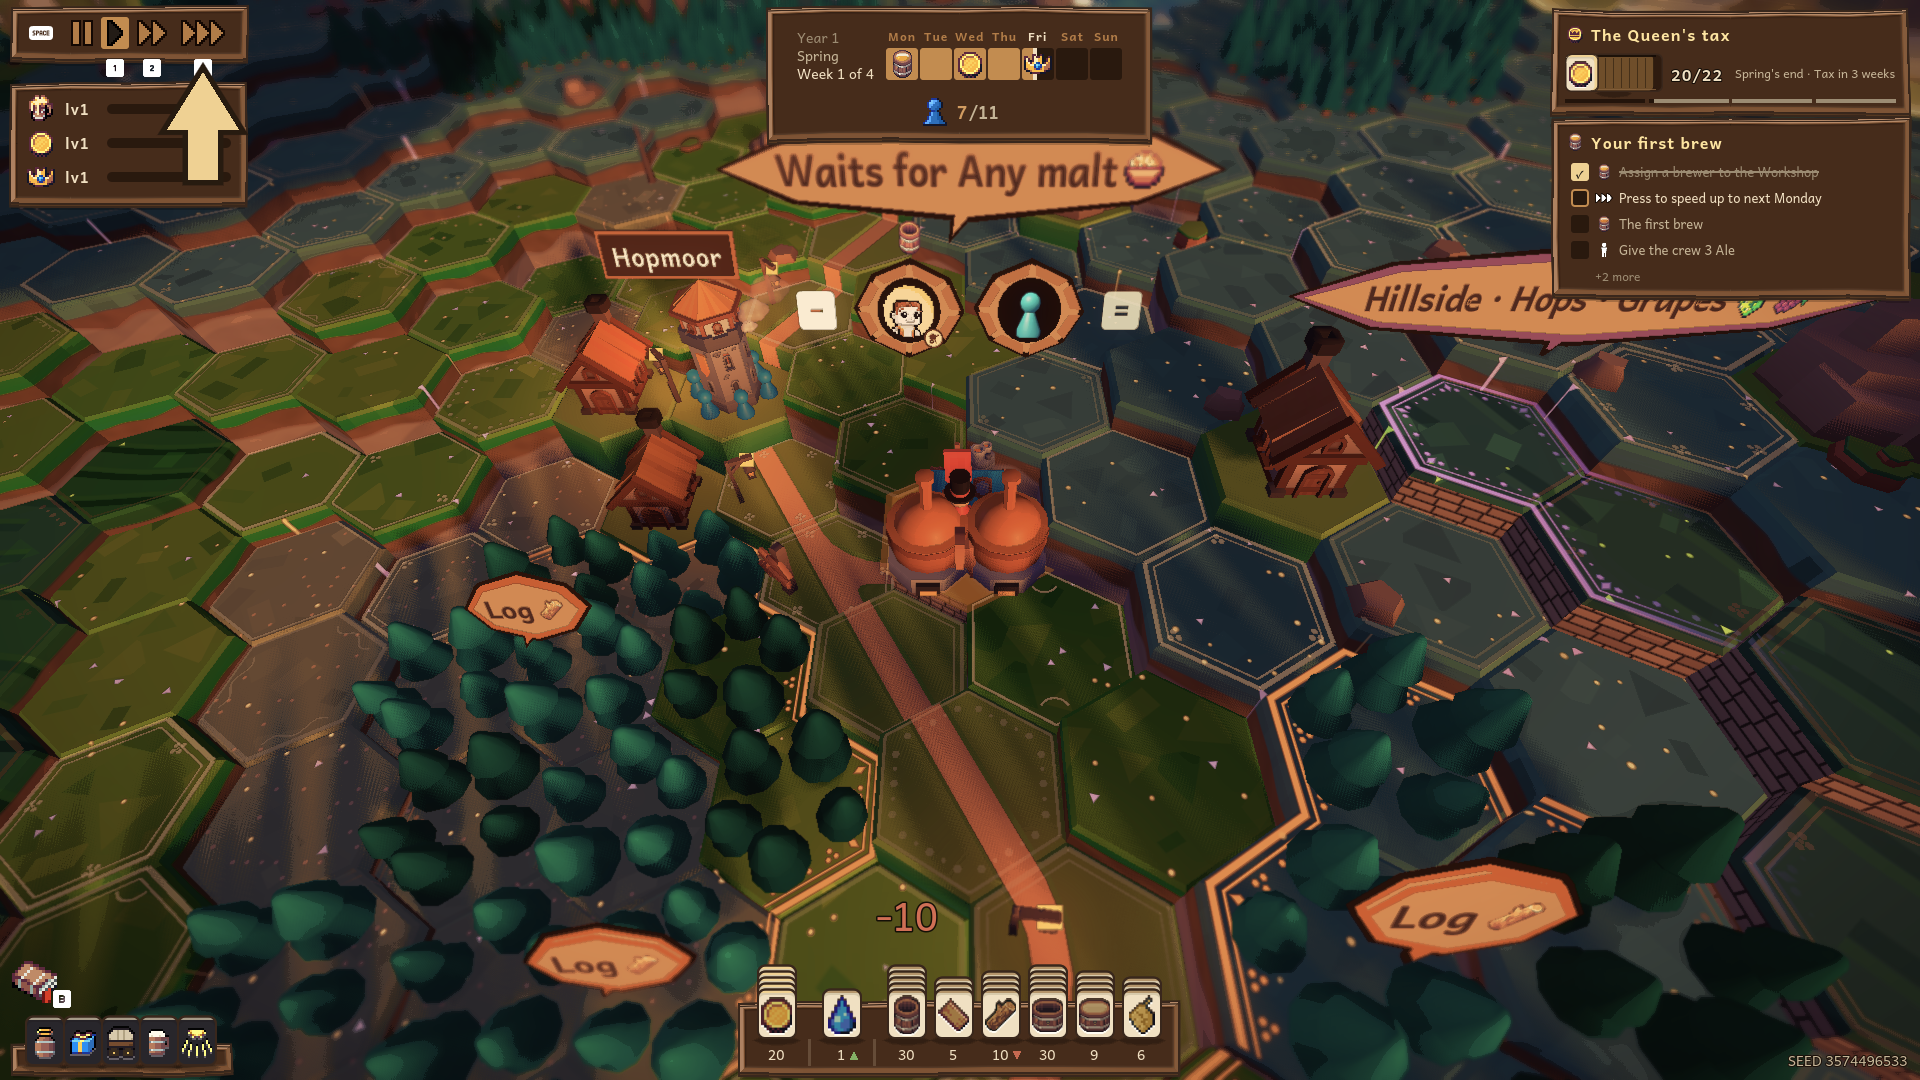 SPACE
1
2
lv1
lv1
lv1
Year 1
Spring
Week 1 of 4
Mon Tue Wed Thu Fri Sat Sun
7/11
The Queen's tax
20/22
Spring's end · Tax in 3 weeks
Your first brew
Assign a brewer to the Workshop
Press to speed up to next Monday
The first brew
Give the crew 3 Ale
+2 more
Waits for Any malt
Hopmoor
-
=
Hillside · Hops · Grapes
Log
Log
Log
-10
B
20
1
30
5
10
30
9
6
SEED 3574496533